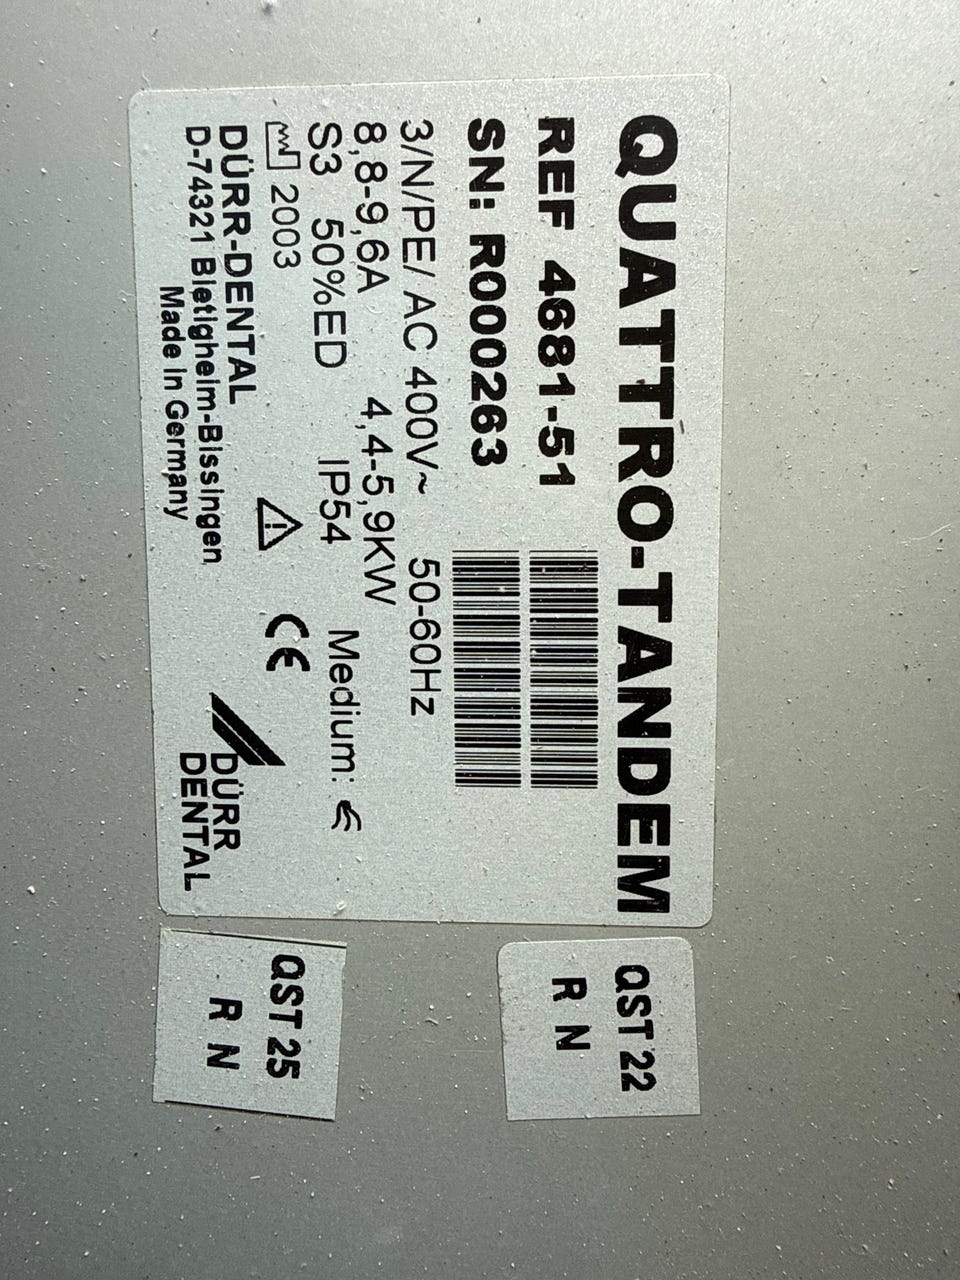 QUATTRO-TANDEM
REF 4681-51
SN: R000263
3/N/PE/ AC 400V~ 50-60Hz
8,8-9,6A 4,4-5,9KW
S3 50%ED IP54 Medium:
2003
DÜRR-DENTAL
D-74321 Bietigheim-Bissingen
Made in Germany
CE
DÜRR
DENTAL
QST 22
R N
QST 25
R N